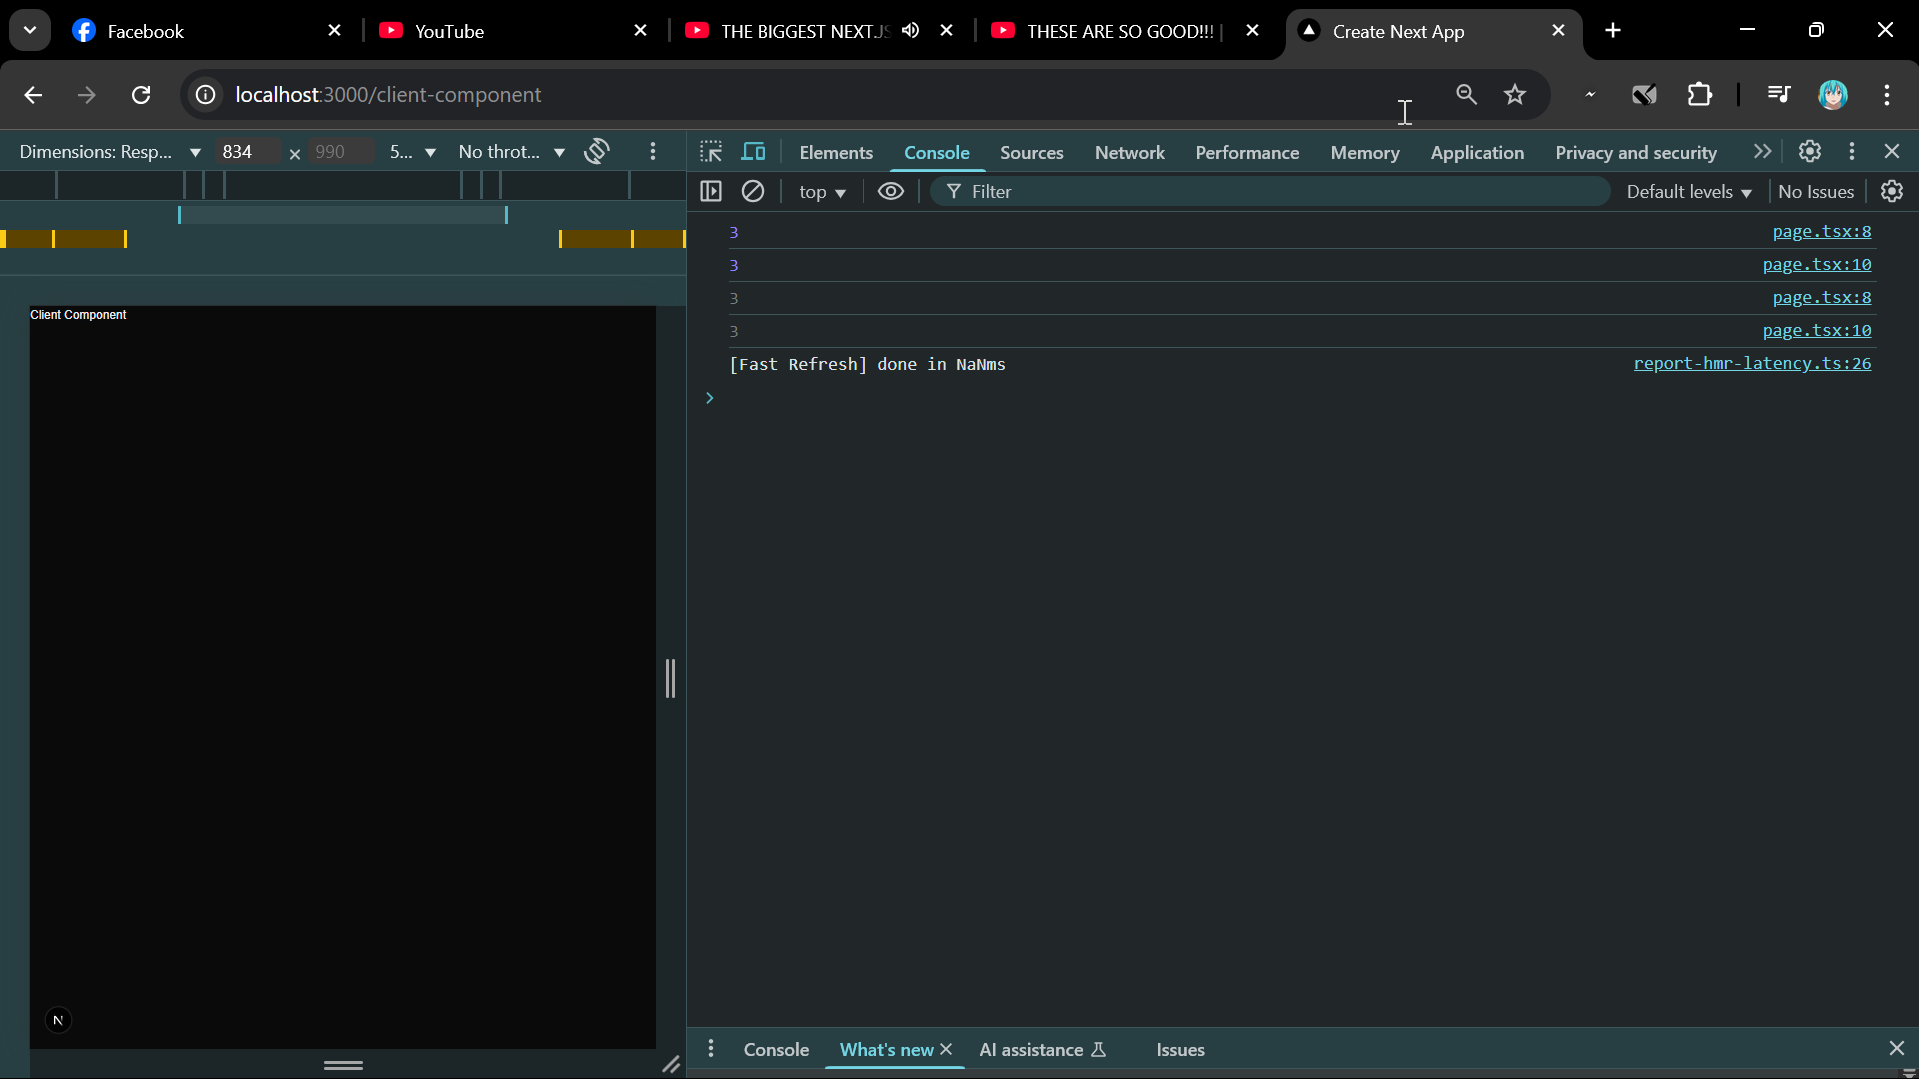 Facebook
YouTube
THE BIGGEST NEXT.JS
THESE ARE SO GOOD!!! |
Create Next App
localhost:3000/client-component
Dimensions: Resp... 834 × 990 5... No throt...
Elements Console Sources Network Performance Memory Application Privacy and security
top Filter Default levels No Issues
3 page.tsx:8
3 page.tsx:10
3 page.tsx:8
3 page.tsx:10
[Fast Refresh] done in NaNms report-hmr-latency.ts:26
Client Component
N
Console What's new AI assistance Issues